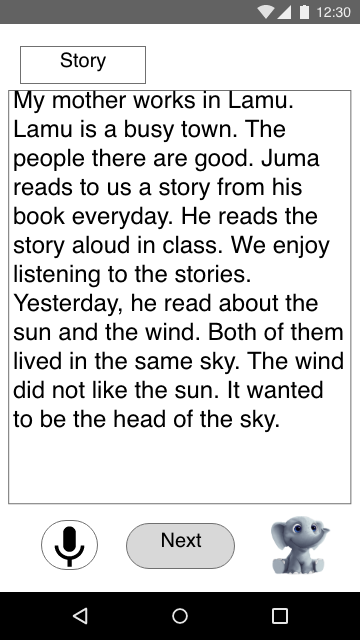 12:30
Story
My mother works in Lamu.
Lamu is a busy town. The
people there are good. Juma
reads to us a story from his
book everyday. He reads the
story aloud in class. We enjoy
listening to the stories.
Yesterday, he read about the
sun and the wind. Both of them
lived in the same sky. The wind
did not like the sun. It wanted
to be the head of the sky.
Next